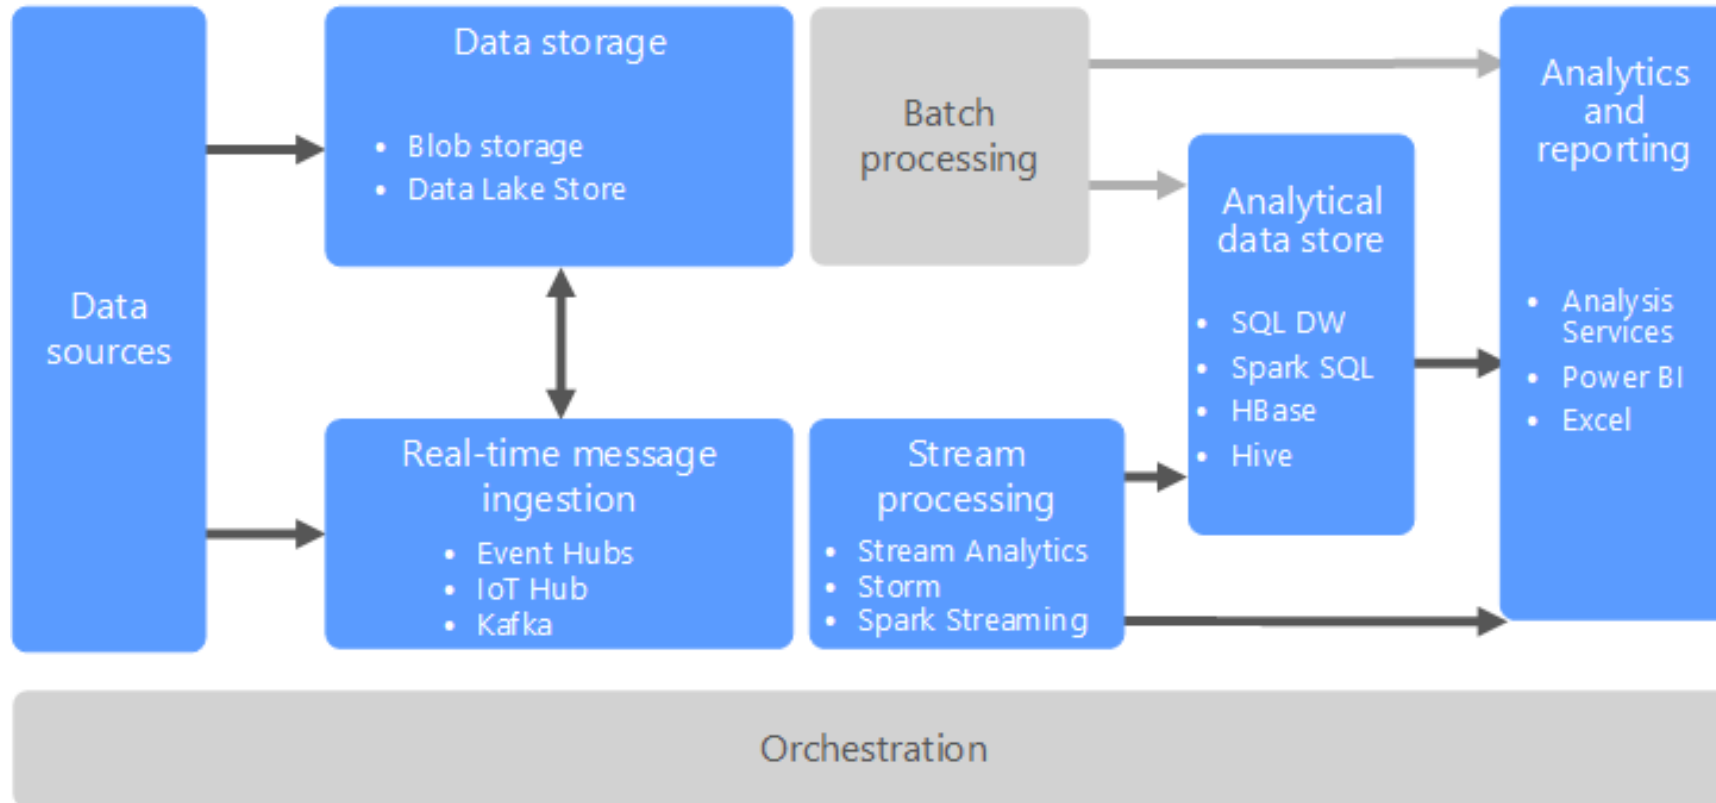 Data
sources
Data storage
• Blob storage
• Data Lake Store
Real-time message
ingestion
• Event Hubs
• IoT Hub
• Kafka
Batch
processing
Stream
processing
• Stream Analytics
• Storm
• Spark Streaming
Analytical
data store
• SQL DW
• Spark SQL
• HBase
• Hive
Analytics
and
reporting
• Analysis
Services
• Power BI
• Excel
Orchestration